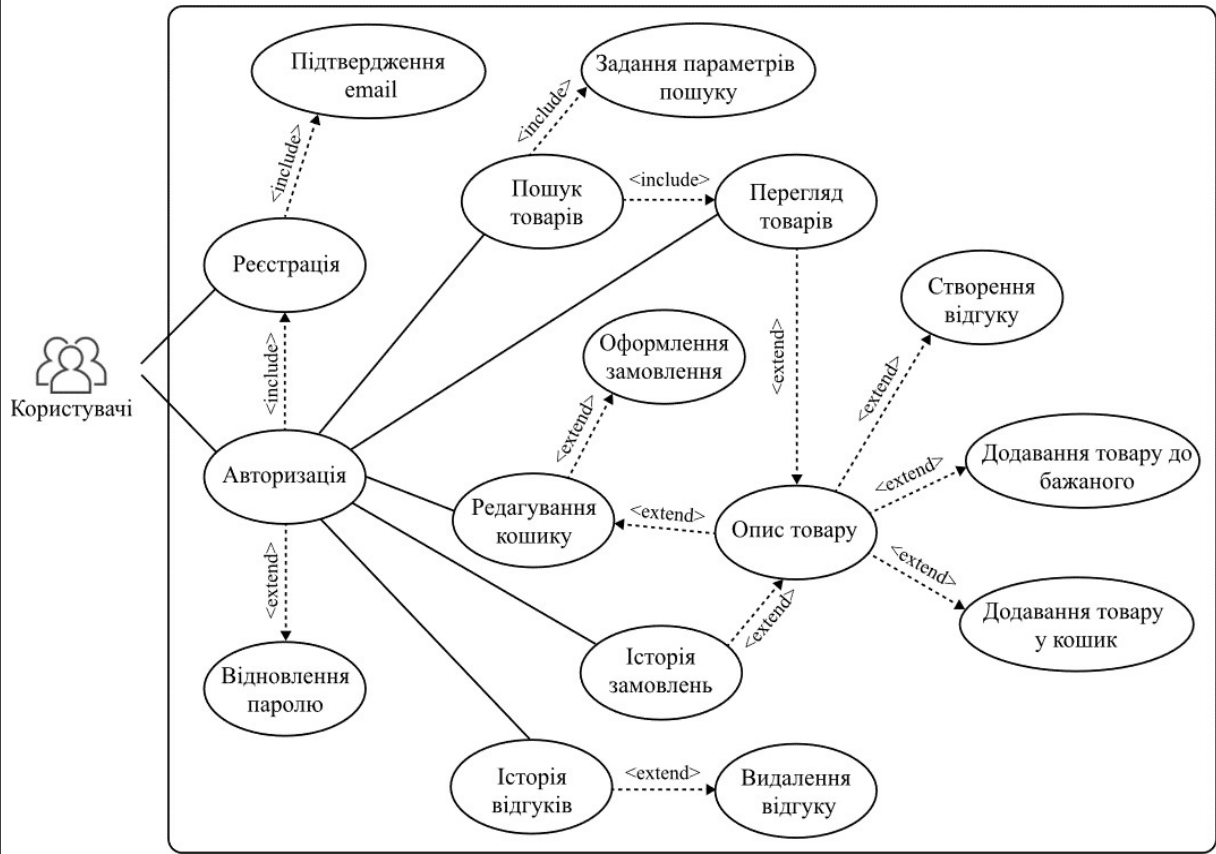 Підтвердження
email
Задання параметрів
пошуку
<include>
<include>
Пошук
товарів
<include>
Перегляд
товарів
Реєстрація
Створення
відгуку
<include>
Оформлення
замовлення
<extend>
<extend>
Користувачі
<extend>
Авторизація
Редагування
кошику
<extend>
Опис товару
<extend>
Додавання товару до
бажаного
<extend>
Додавання товару
у кошик
<extend>
<extend>
Відновлення
паролю
Історія
замовлень
Історія
відгуків
<extend>
Видалення
відгуку